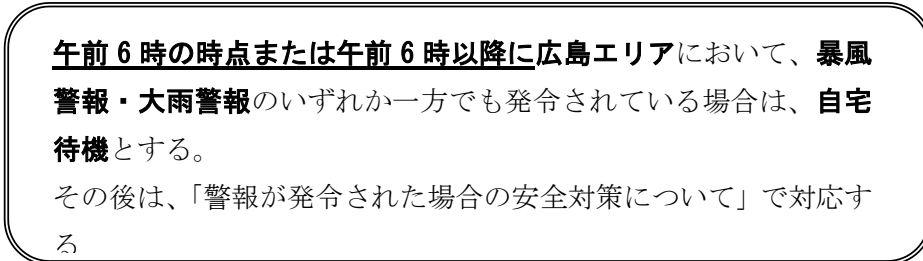 午前 6 時の時点または午前 6 時以降に広島エリアにおいて、暴風
警報・大雨警報のいずれか一方でも発令されている場合は、自宅
待機とする。
その後は、「警報が発令された場合の安全対策について」で対応す
る